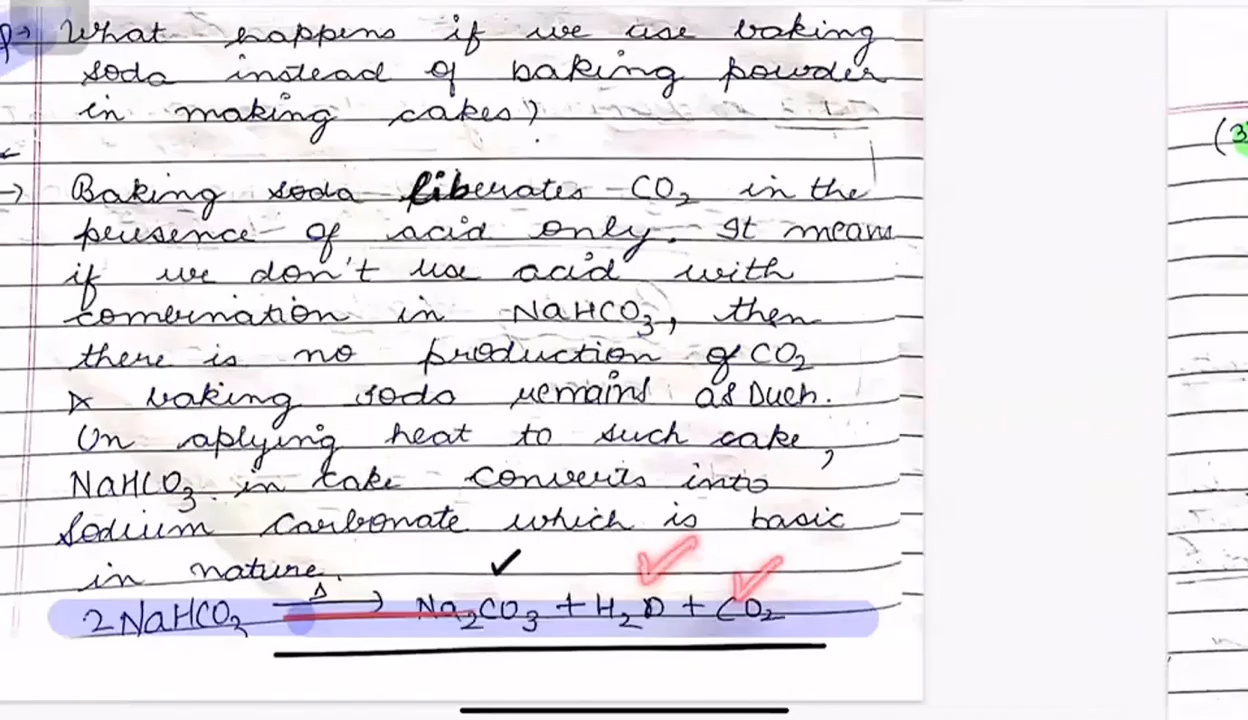 What happens if we use baking
soda instead of baking powder
in making cakes?
→ Baking soda liberates CO₂ in the
peusence of acid only. It means
if we don't use acid with
combination in NaHCO₃, then
there is no production of CO₂
& baking soda remains as such.
On aplying heat to such cake,
NaHCO₃ in cake converts into
Sodium Carbonate which is basic
in nature.
2NaHCO₃ —Δ→ Na₂CO₃ + H₂O + CO₂
(3